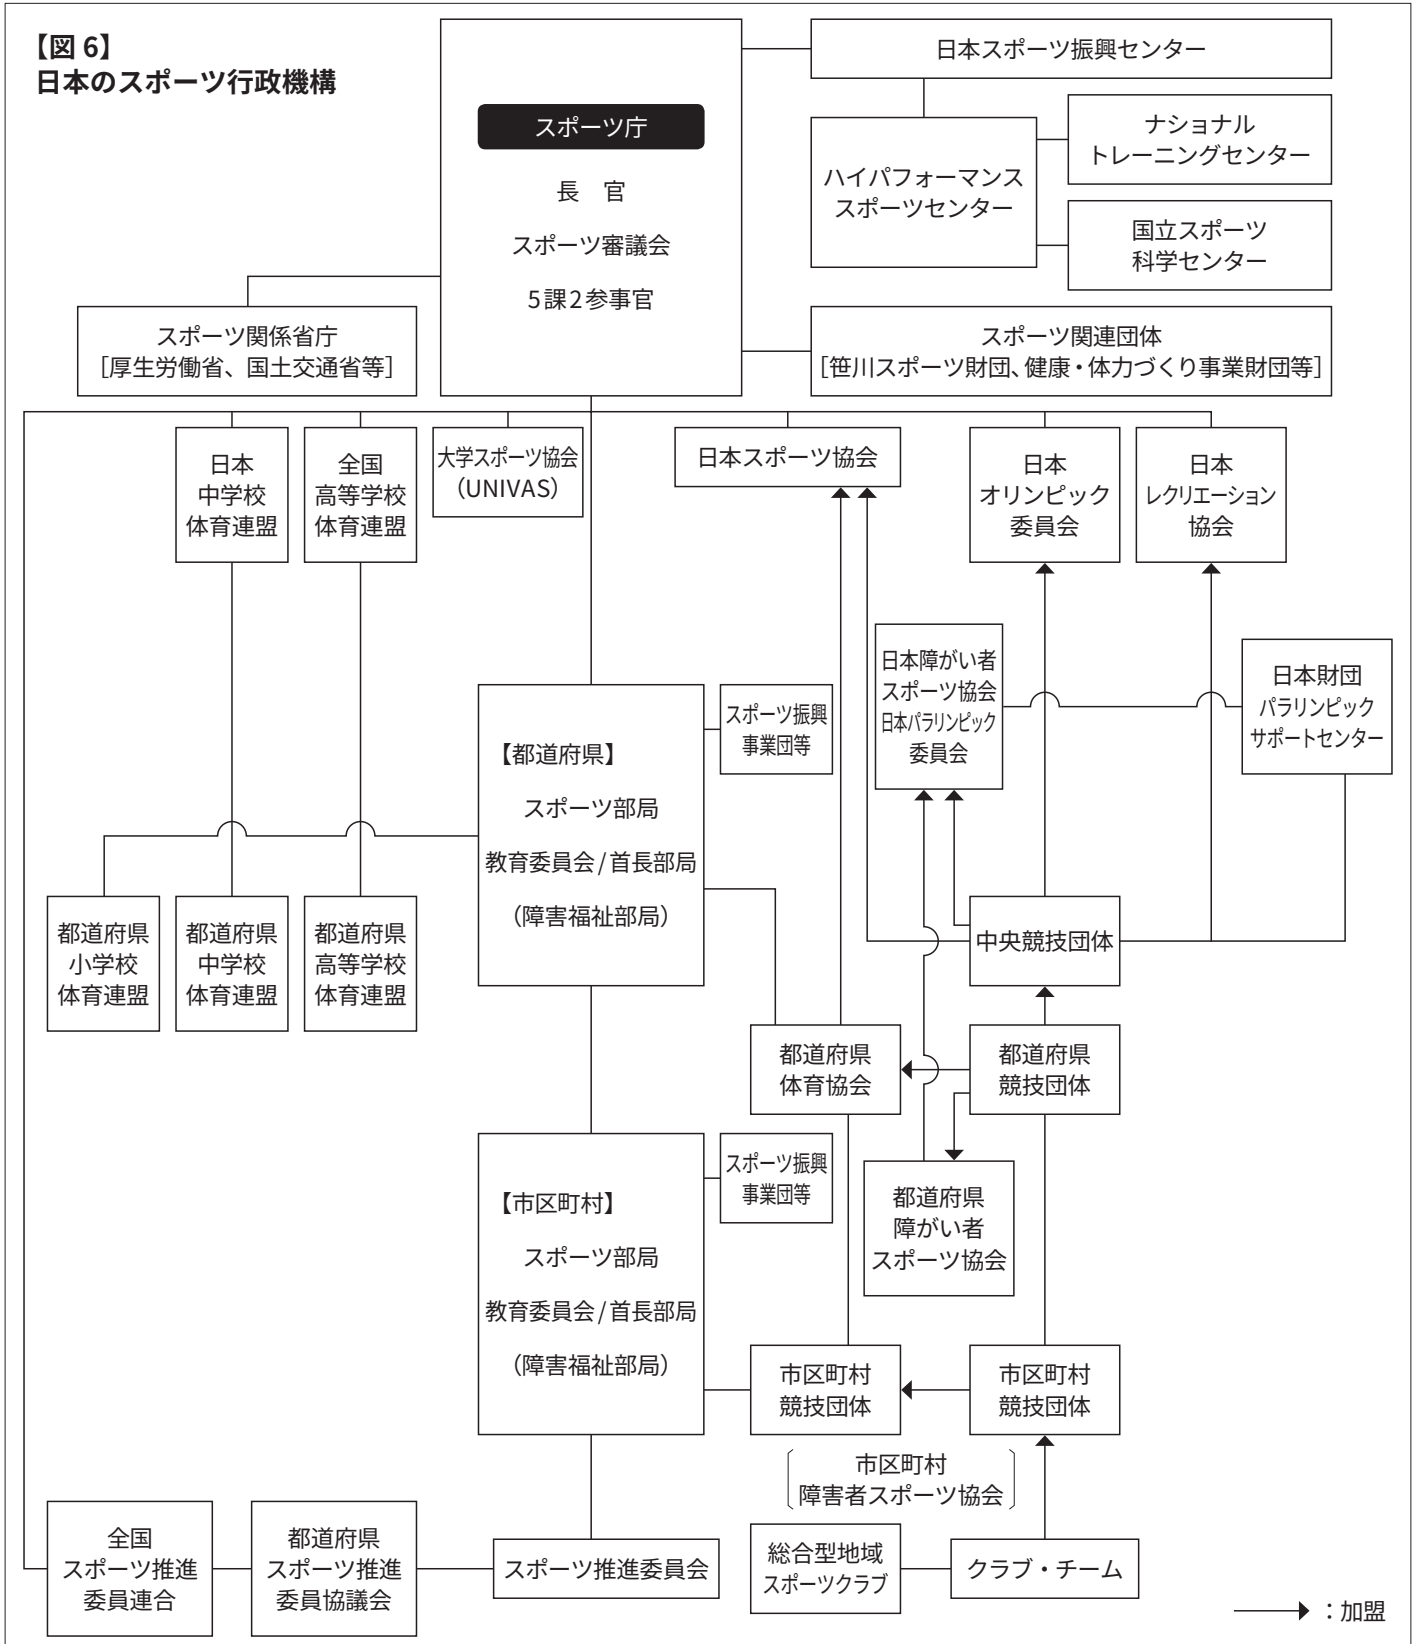 【図 6】
日本のスポーツ行政機構
スポーツ庁
長　官
スポーツ審議会
5課2参事官
日本スポーツ振興センター
ハイパフォーマンス
スポーツセンター
ナショナル
トレーニングセンター
国立スポーツ
科学センター
スポーツ関係省庁
［厚生労働省、国土交通省等］
スポーツ関連団体
［笹川スポーツ財団、健康・体力づくり事業財団等］
日本
中学校
体育連盟
全国
高等学校
体育連盟
大学スポーツ協会
（UNIVAS）
日本スポーツ協会
日本
オリンピック
委員会
日本
レクリエーション
協会
日本障がい者
スポーツ協会
日本パラリンピック
委員会
日本財団
パラリンピック
サポートセンター
【都道府県】
スポーツ部局
教育委員会/首長部局
（障害福祉部局）
スポーツ振興
事業団等
都道府県
小学校
体育連盟
都道府県
中学校
体育連盟
都道府県
高等学校
体育連盟
中央競技団体
都道府県
体育協会
都道府県
競技団体
【市区町村】
スポーツ部局
教育委員会/首長部局
（障害福祉部局）
スポーツ振興
事業団等
都道府県
障がい者
スポーツ協会
市区町村
競技団体
市区町村
競技団体
市区町村
障害者スポーツ協会
全国
スポーツ推進
委員連合
都道府県
スポーツ推進
委員協議会
スポーツ推進委員会
総合型地域
スポーツクラブ
クラブ・チーム
：加盟